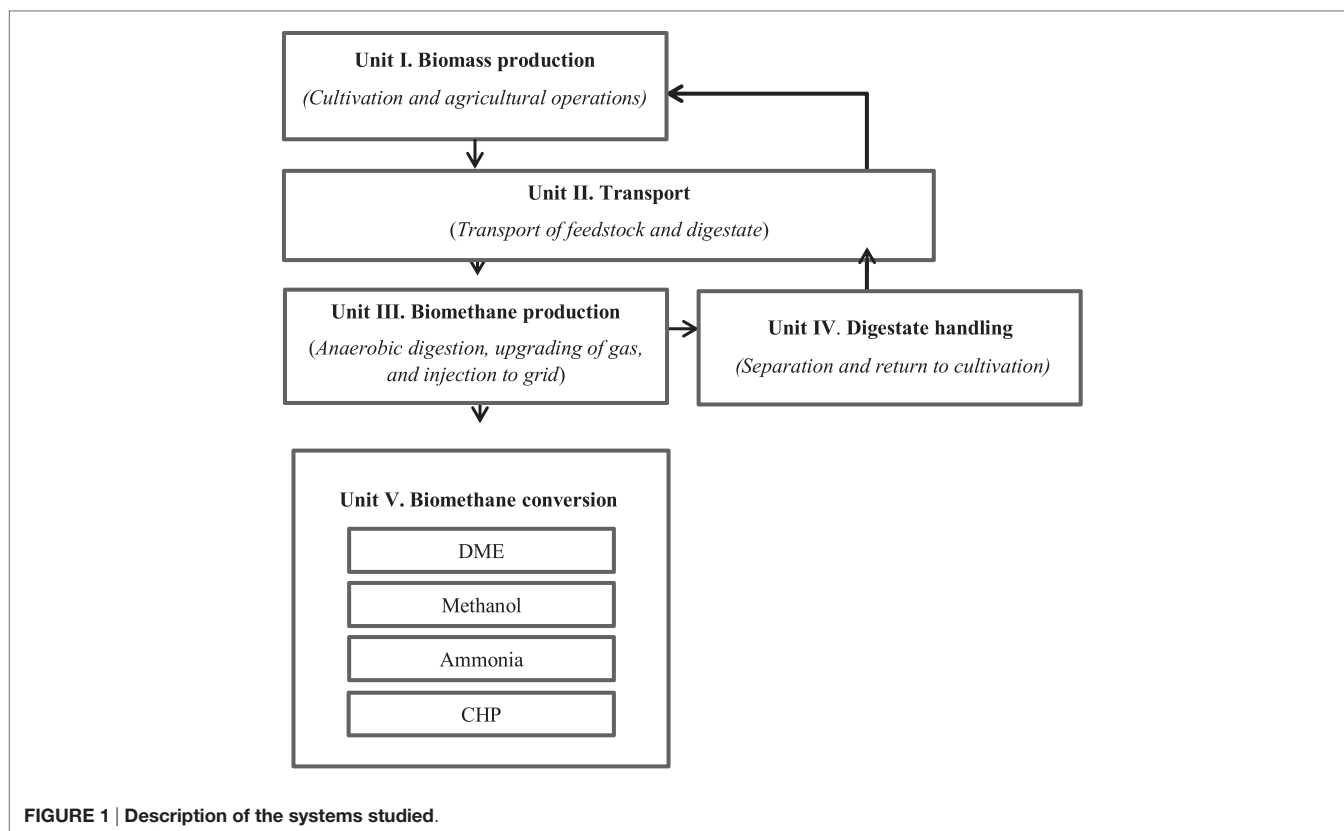 Unit I. Biomass production
(Cultivation and agricultural operations)
Unit II. Transport
(Transport of feedstock and digestate)
Unit III. Biomethane production
(Anaerobic digestion, upgrading of gas,
and injection to grid)
Unit IV. Digestate handling
(Separation and return to cultivation)
Unit V. Biomethane conversion
DME
Methanol
Ammonia
CHP
FIGURE 1 | Description of the systems studied.